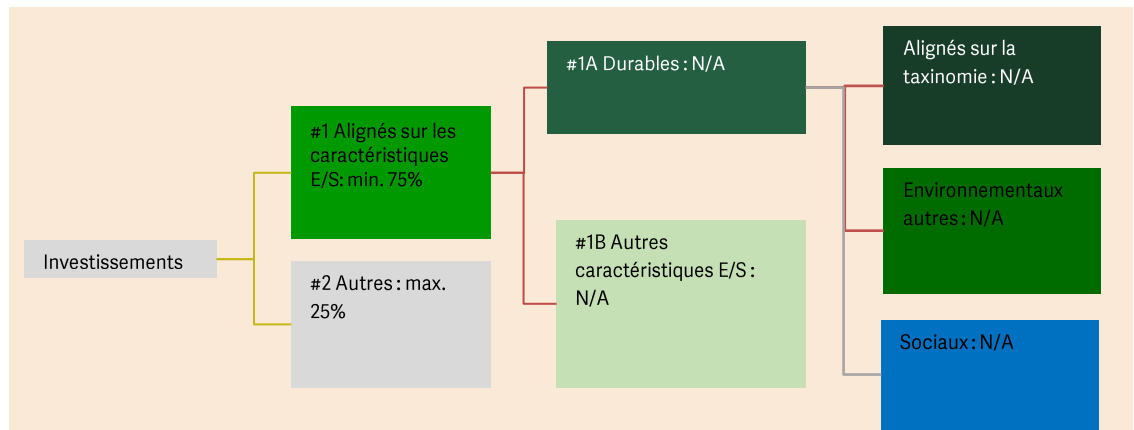 Investissements
#1 Alignés sur les
caractéristiques
E/S: min. 75%
#2 Autres : max.
25%
#1A Durables : N/A
#1B Autres
caractéristiques E/S :
N/A
Alignés sur la
taxinomie : N/A
Environnementaux
autres : N/A
Sociaux : N/A